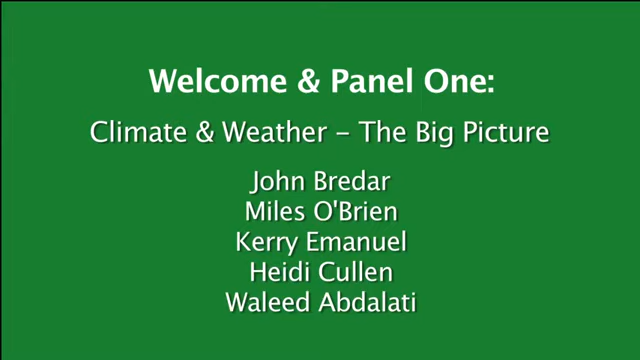 Welcome & Panel One:
Climate & Weather - The Big Picture
John Bredar
Miles O'Brien
Kerry Emanuel
Heidi Cullen
Waleed Abdalati